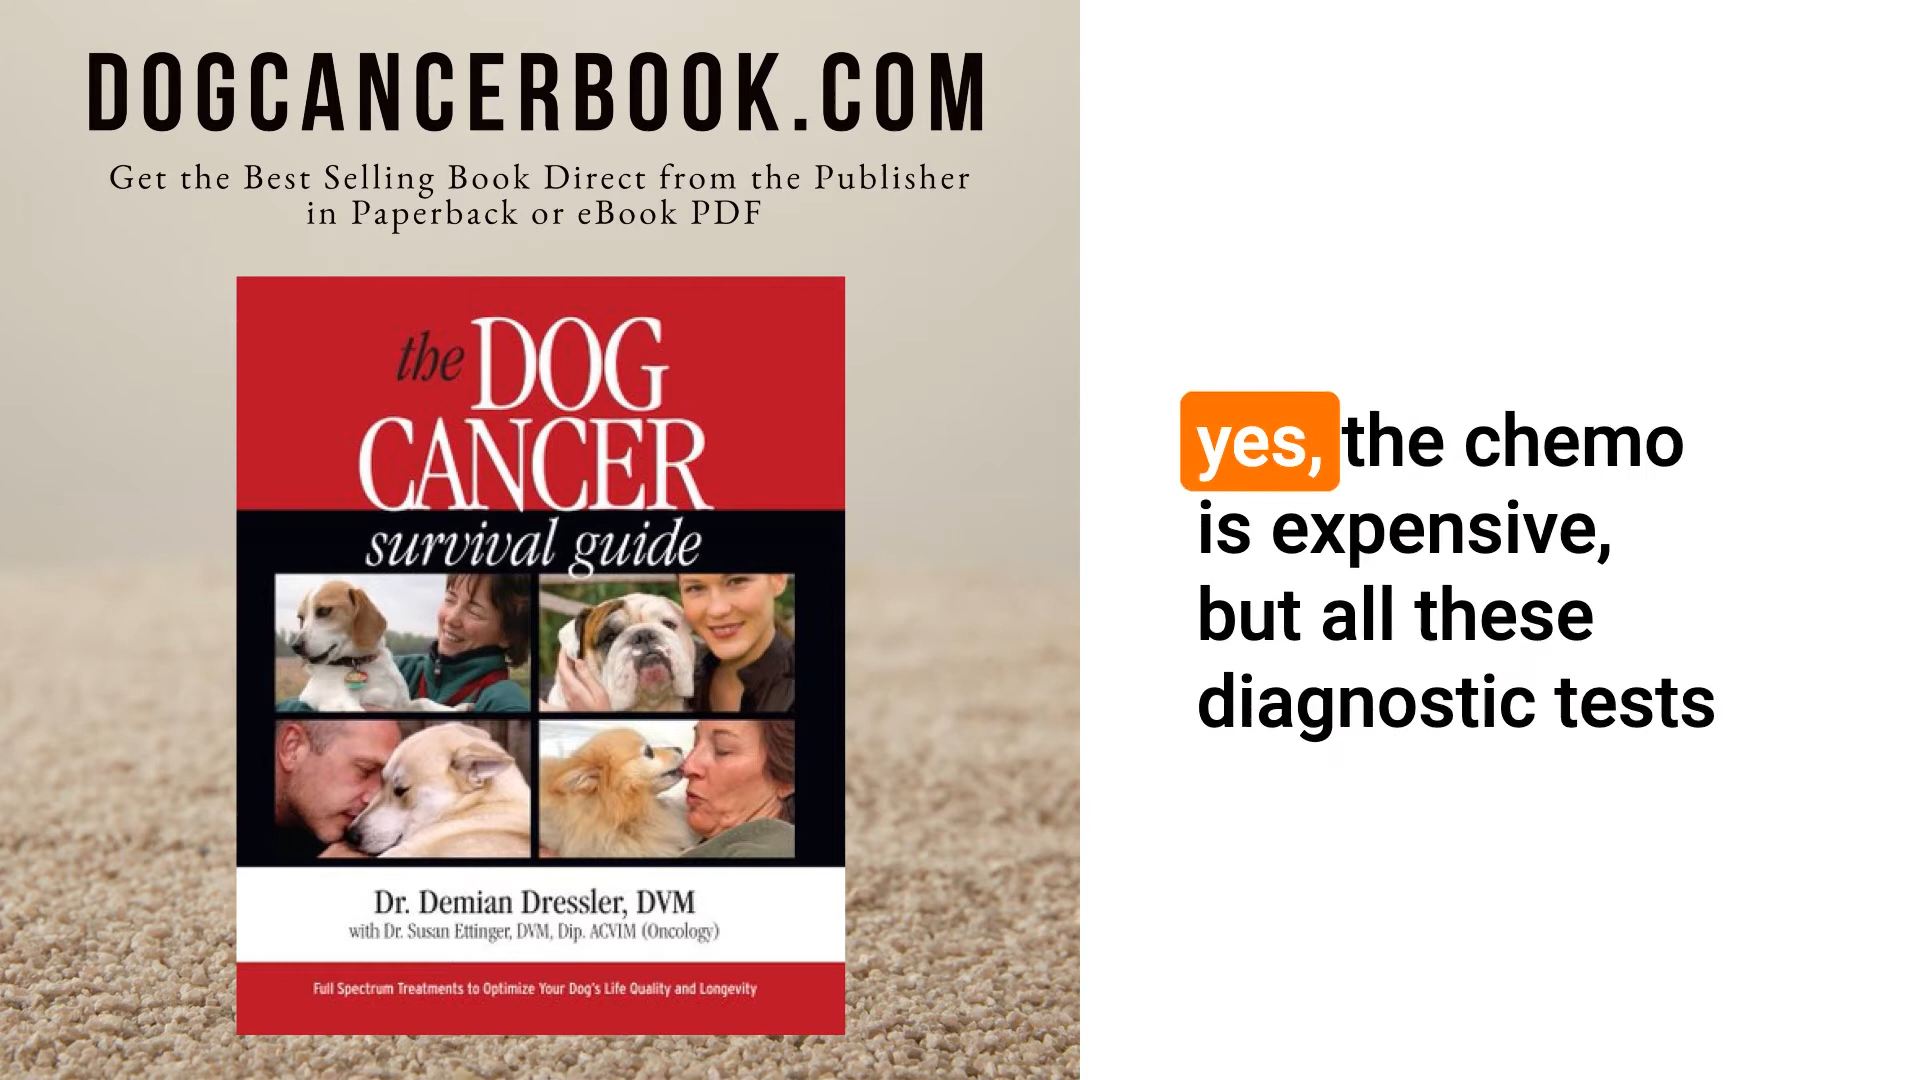 DOGCANCERBOOK.COM
Get the Best Selling Book Direct from the Publisher
in Paperback or eBook PDF
the DOG
CANCER
survival guide
Dr. Demian Dressler, DVM
with Dr. Susan Ettinger, DVM, Dip. ACVIM (Oncology)
Full Spectrum Treatments to Optimize Your Dog's Life Quality and Longevity
yes, the chemo
is expensive,
but all these
diagnostic tests